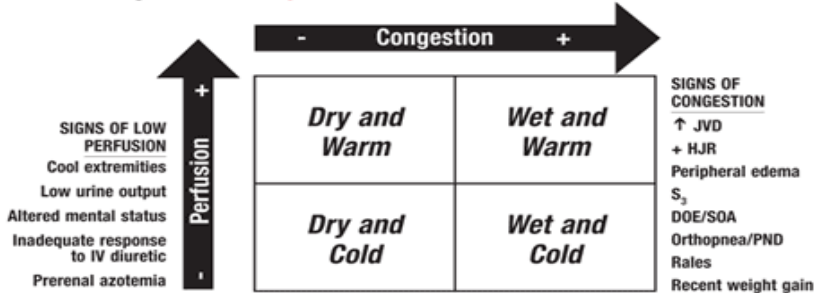 - Congestion +
+
Perfusion
-
SIGNS OF LOW
PERFUSION
Cool extremities
Low urine output
Altered mental status
Inadequate response
to IV diuretic
Prerenal azotemia
Dry and
Warm
Wet and
Warm
Dry and
Cold
Wet and
Cold
SIGNS OF
CONGESTION
↑ JVD
+ HJR
Peripheral edema
S₃
DOE/SOA
Orthopnea/PND
Rales
Recent weight gain